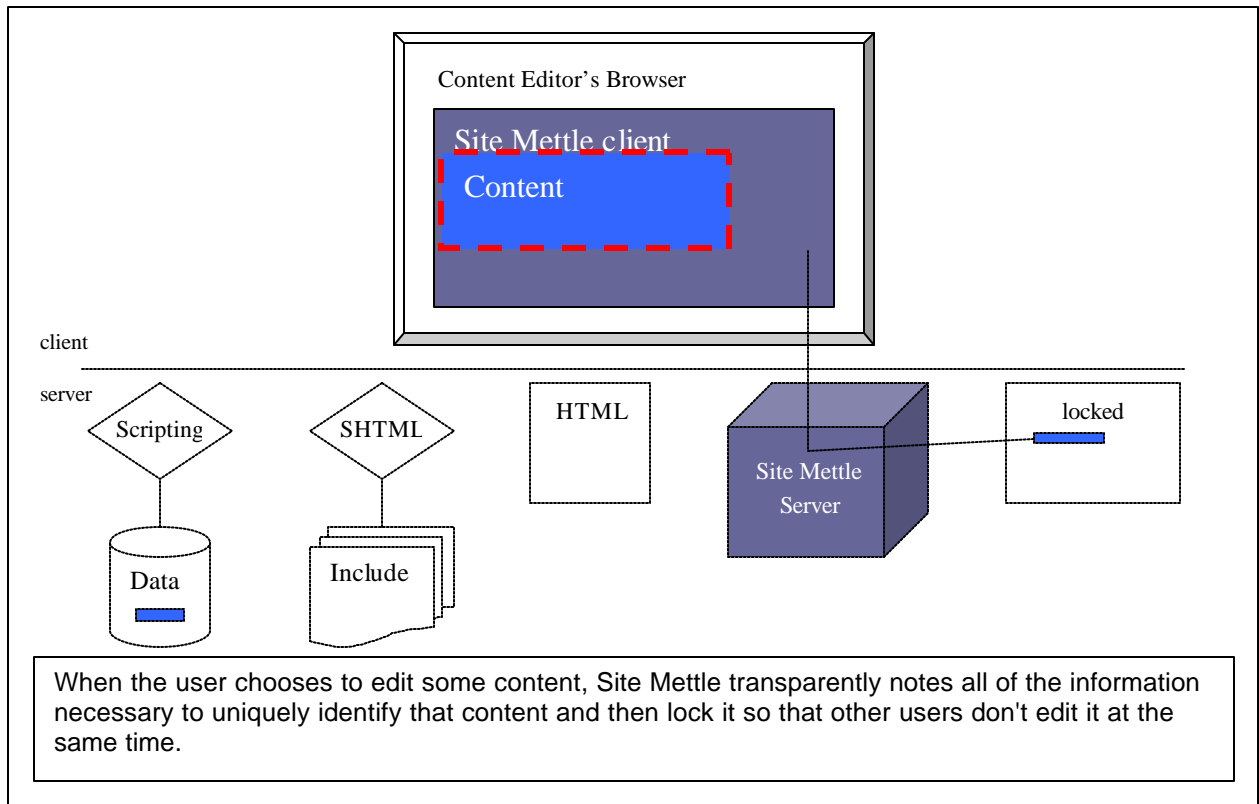 Content Editor’s Browser
Site Mettle client
Content
client
server
Scripting
SHTML
HTML
Site Mettle
Server
locked
Data
Include
When the user chooses to edit some content, Site Mettle transparently notes all of the information
necessary to uniquely identify that content and then lock it so that other users don't edit it at the
same time.